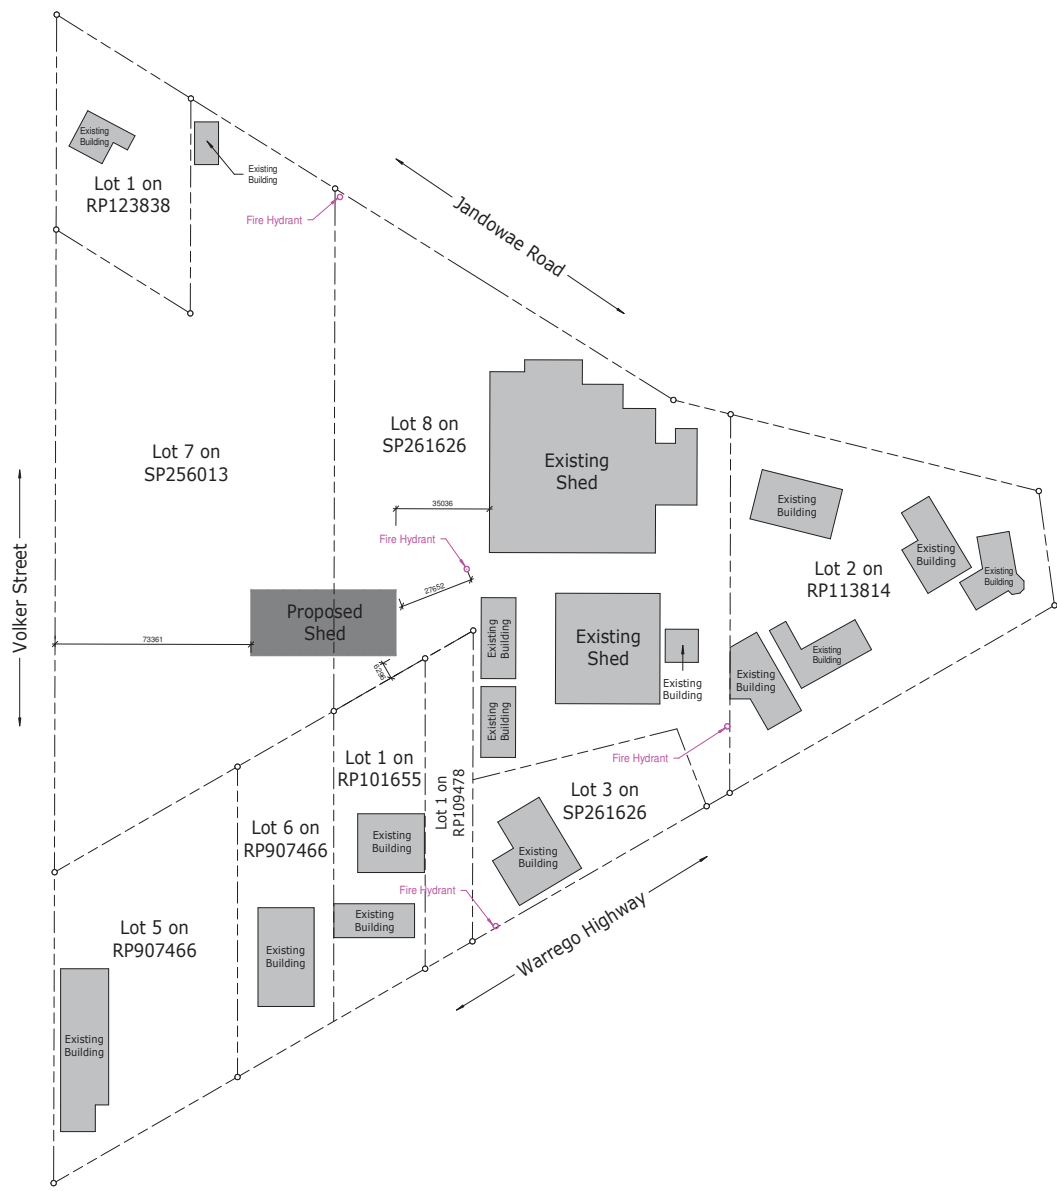 Existing
Building
Existing
Building
Lot 1 on
RP123838
Fire Hydrant
Jandowae Road
Lot 7 on
SP256013
Lot 8 on
SP261626
Existing
Shed
35036
Fire Hydrant
27652
Existing
Building
Existing
Building
Existing
Building
Lot 2 on
RP113814
Volker Street
Proposed
Shed
73361
6296
Existing
Building
Existing
Shed
Existing
Building
Existing
Building
Existing
Building
Existing
Building
Fire Hydrant
Lot 1 on
RP101655
Lot 1 on
RP109478
Lot 3 on
SP261626
Lot 6 on
RP907466
Existing
Building
Existing
Building
Fire Hydrant
Existing
Building
Lot 5 on
RP907466
Existing
Building
Warrego Highway
Existing
Building